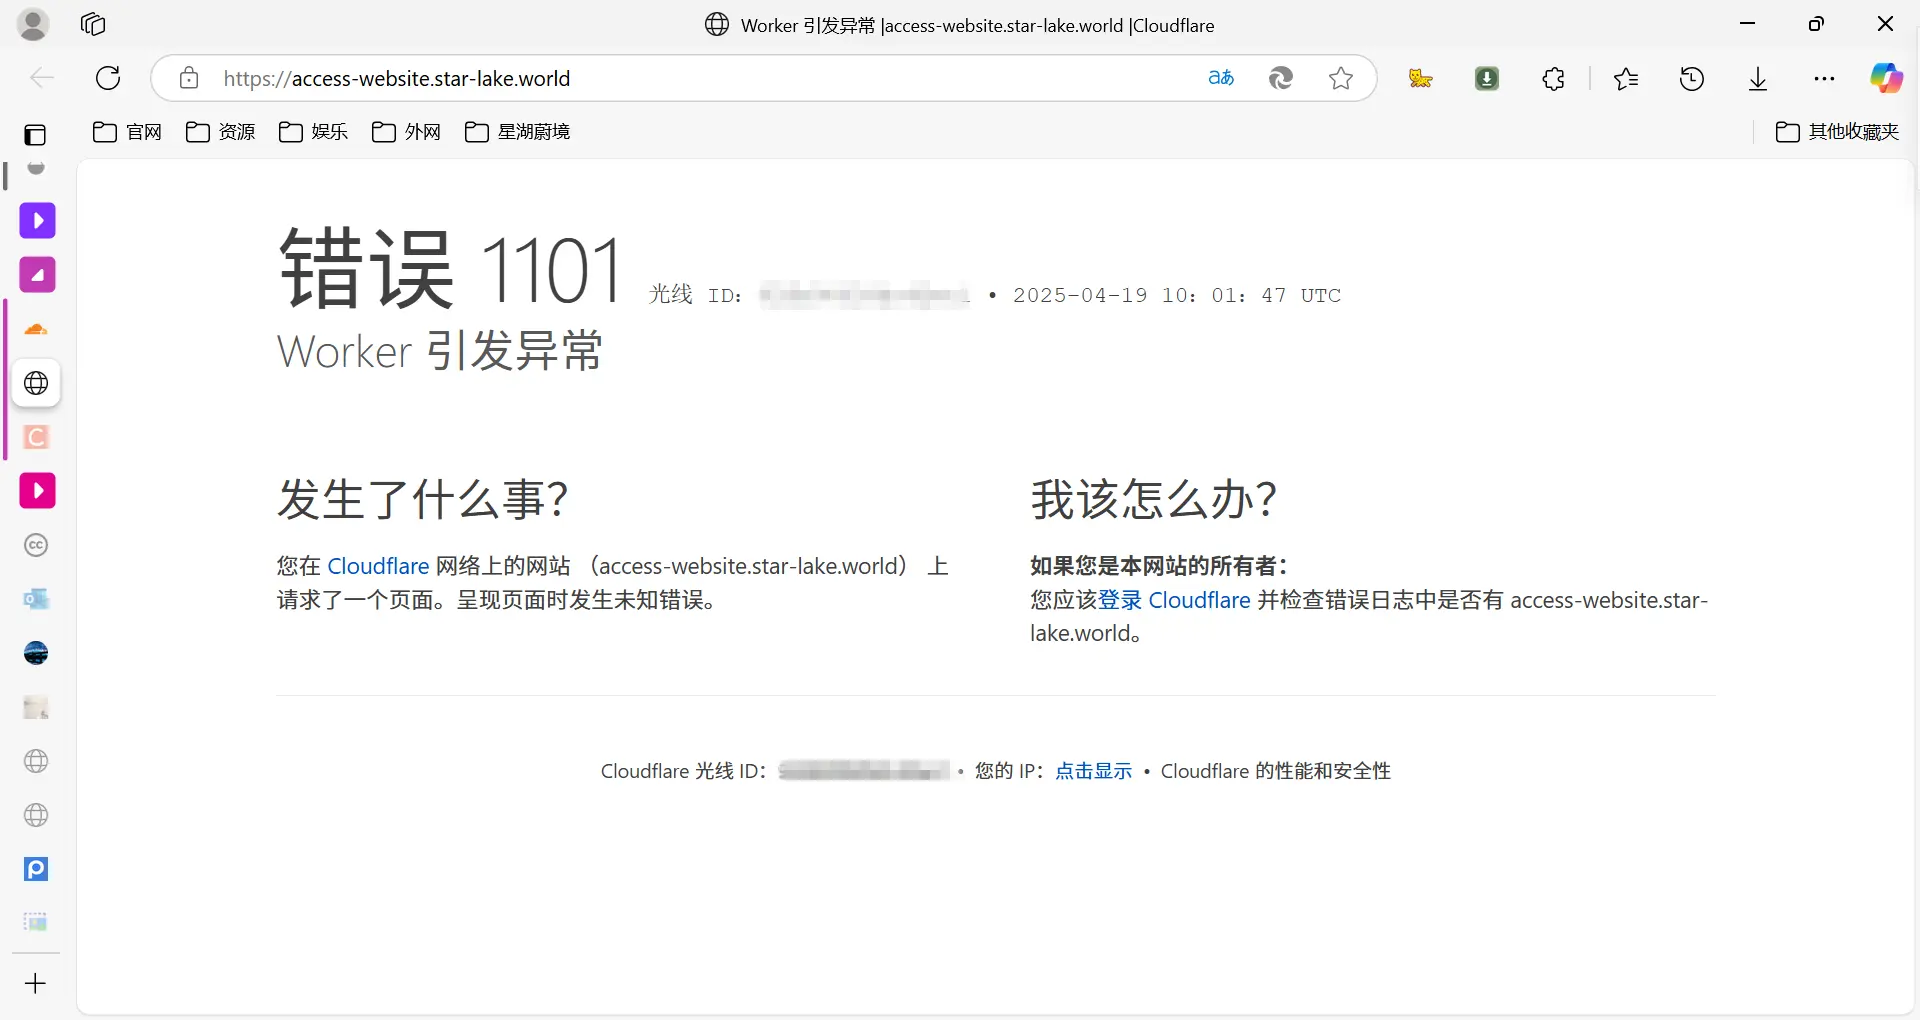 Worker 引发异常 |access-website.star-lake.world |Cloudflare
https://access-website.star-lake.world
aあ
官网
资源
娱乐
外网
星湖蔚境
其他收藏夹
错误 1101
光线 ID: • 2025-04-19 10: 01: 47 UTC
Worker 引发异常
发生了什么事?
您在 Cloudflare 网络上的网站 （access-website.star-lake.world） 上
请求了一个页面。呈现页面时发生未知错误。
我该怎么办?
如果您是本网站的所有者：
您应该登录 Cloudflare 并检查错误日志中是否有 access-website.star-
lake.world。
Cloudflare 光线 ID： • 您的 IP：点击显示 • Cloudflare 的性能和安全性